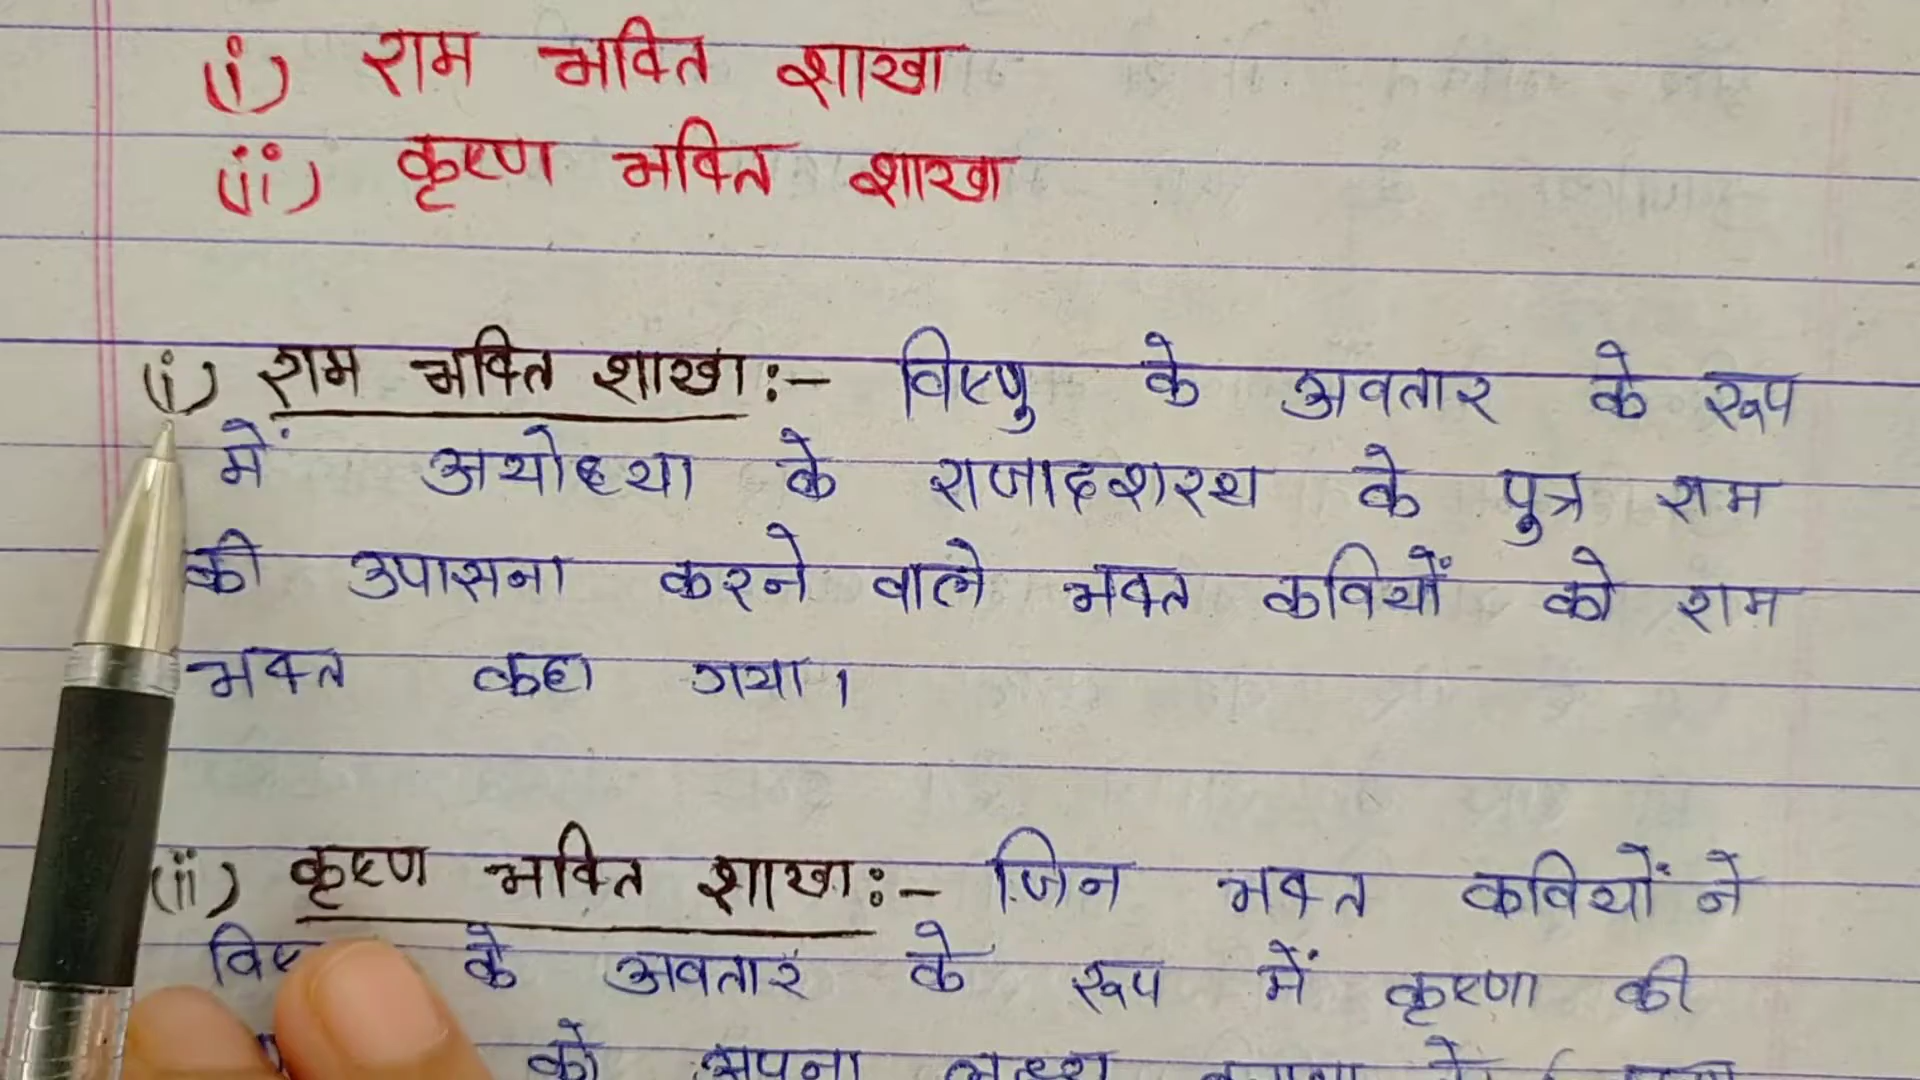 (i) राम भक्ति शाखा
(ii) कृष्ण भक्ति शाखा
(i) राम भक्ति शाखा:- विष्णु के अवतार के रूप
में अयोध्या के राजादशरथ के पुत्र राम
की उपासना करने वाले भक्त कवियों को राम
भक्त कहा गया।
(ii) कृष्ण भक्ति शाखा:- जिन भक्त कवियों ने
के अवतार के रूप में कृष्णा की
को अपना